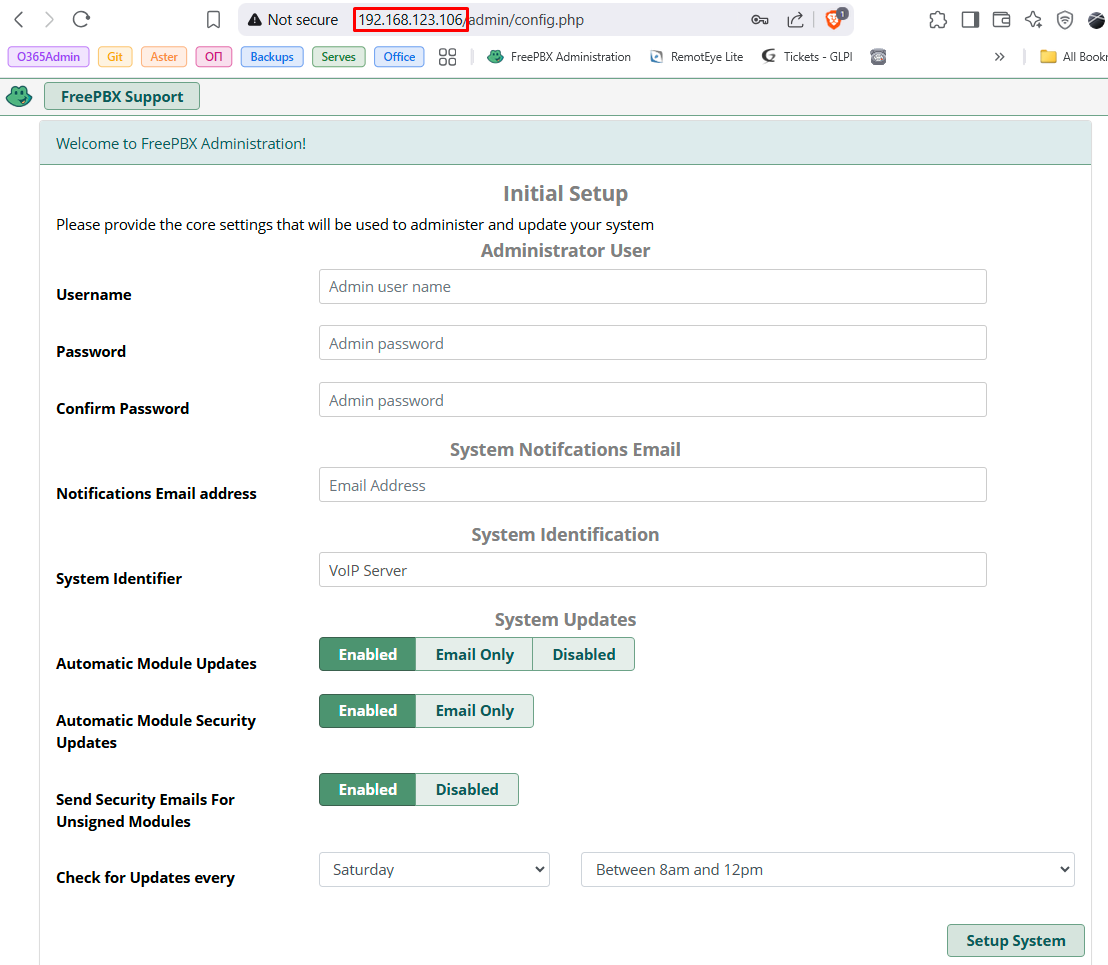 Not secure 192.168.123.106/admin/config.php 1
O365Admin Git Aster ОП Backups Serves Office FreePBX Administration RemotEye Lite Tickets - GLPI » All Bookr
FreePBX Support
Welcome to FreePBX Administration!
Initial Setup
Please provide the core settings that will be used to administer and update your system
Administrator User
Username Admin user name
Password Admin password
Confirm Password Admin password
System Notifcations Email
Notifications Email address Email Address
System Identification
System Identifier VoIP Server
System Updates
Automatic Module Updates Enabled Email Only Disabled
Automatic Module Security
Updates
Enabled Email Only
Send Security Emails For
Unsigned Modules
Enabled Disabled
Check for Updates every Saturday Between 8am and 12pm
Setup System